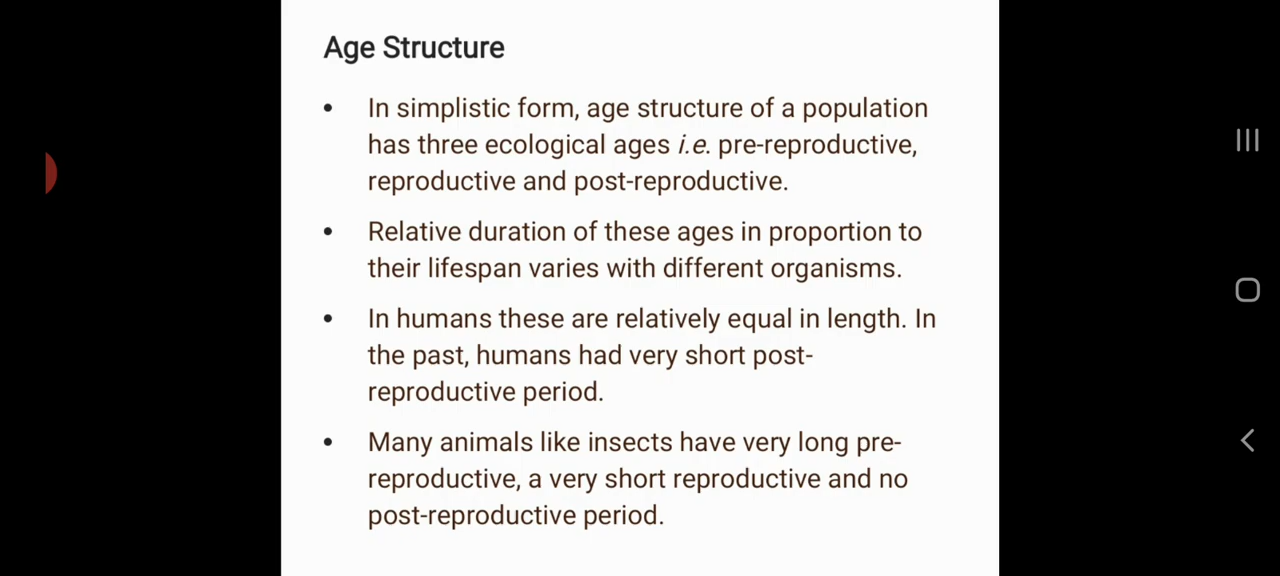 Age Structure
• In simplistic form, age structure of a population
has three ecological ages i.e. pre-reproductive,
reproductive and post-reproductive.
• Relative duration of these ages in proportion to
their lifespan varies with different organisms.
• In humans these are relatively equal in length. In
the past, humans had very short post-
reproductive period.
• Many animals like insects have very long pre-
reproductive, a very short reproductive and no
post-reproductive period.